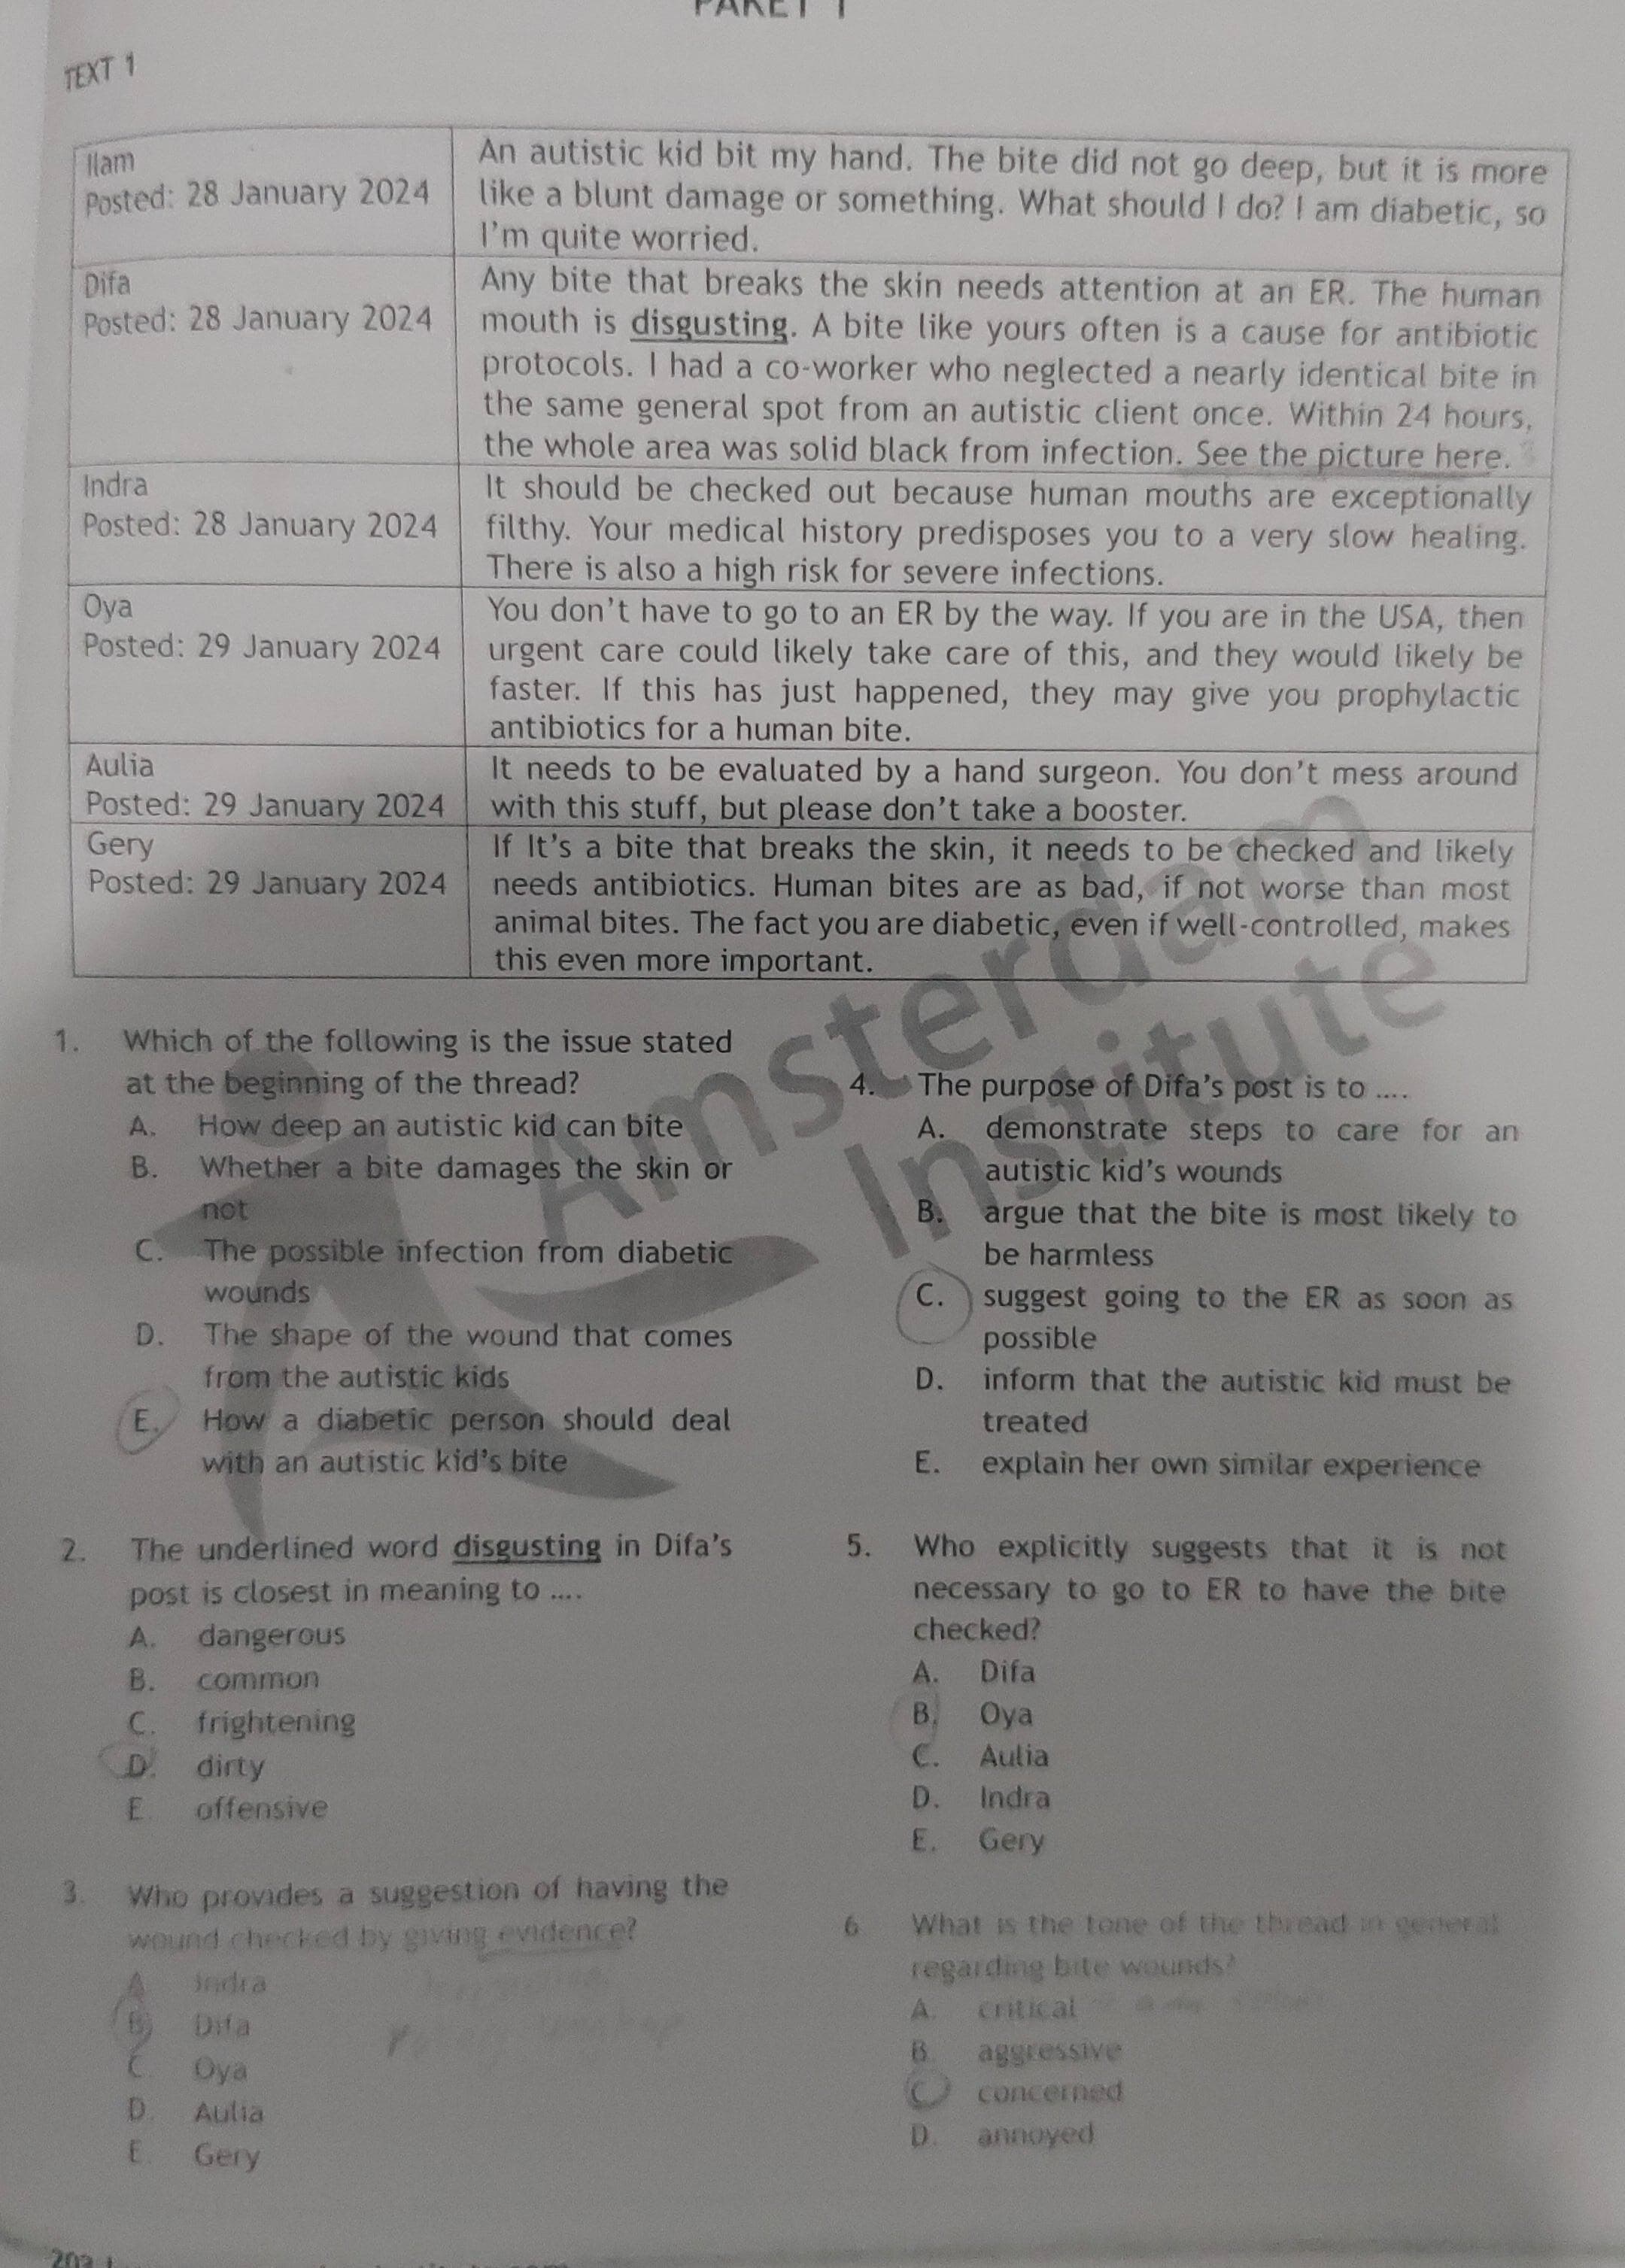 PAKET 1
TEXT 1
Ilam
Posted: 28 January 2024
An autistic kid bit my hand. The bite did not go deep, but it is more
like a blunt damage or something. What should I do? I am diabetic, so
I'm quite worried.
Difa
Posted: 28 January 2024
Any bite that breaks the skin needs attention at an ER. The human
mouth is disgusting. A bite like yours often is a cause for antibiotic
protocols. I had a co-worker who neglected a nearly identical bite in
the same general spot from an autistic client once. Within 24 hours,
the whole area was solid black from infection. See the picture here.
Indra
Posted: 28 January 2024
It should be checked out because human mouths are exceptionally
filthy. Your medical history predisposes you to a very slow healing.
There is also a high risk for severe infections.
Oya
Posted: 29 January 2024
You don't have to go to an ER by the way. If you are in the USA, then
urgent care could likely take care of this, and they would likely be
faster. If this has just happened, they may give you prophylactic
antibiotics for a human bite.
Aulia
Posted: 29 January 2024
It needs to be evaluated by a hand surgeon. You don't mess around
with this stuff, but please don't take a booster.
Gery
Posted: 29 January 2024
If It's a bite that breaks the skin, it needs to be checked and likely
needs antibiotics. Human bites are as bad, if not worse than most
animal bites. The fact you are diabetic, even if well-controlled, makes
this even more important.
Amsterdam
Institute
1. Which of the following is the issue stated
at the beginning of the thread?
A. How deep an autistic kid can bite
B. Whether a bite damages the skin or
not
C. The possible infection from diabetic
wounds
D. The shape of the wound that comes
from the autistic kids
E. How a diabetic person should deal
with an autistic kid's bite
2. The underlined word disgusting in Difa's
post is closest in meaning to ....
A. dangerous
B. common
C. frightening
D. dirty
E. offensive
3. Who provides a suggestion of having the
wound checked by giving evidence?
A. Indra
B. Difa
C. Oya
D. Aulia
E. Gery
4. The purpose of Difa's post is to ....
A. demonstrate steps to care for an
autistic kid's wounds
B. argue that the bite is most likely to
be harmless
C. suggest going to the ER as soon as
possible
D. inform that the autistic kid must be
treated
E. explain her own similar experience
5. Who explicitly suggests that it is not
necessary to go to ER to have the bite
checked?
A. Difa
B. Oya
C. Aulia
D. Indra
E. Gery
6 What is the tone of the thread in general
regarding bite wounds?
A. critical
B. aggressive
C. concerned
D. annoyed